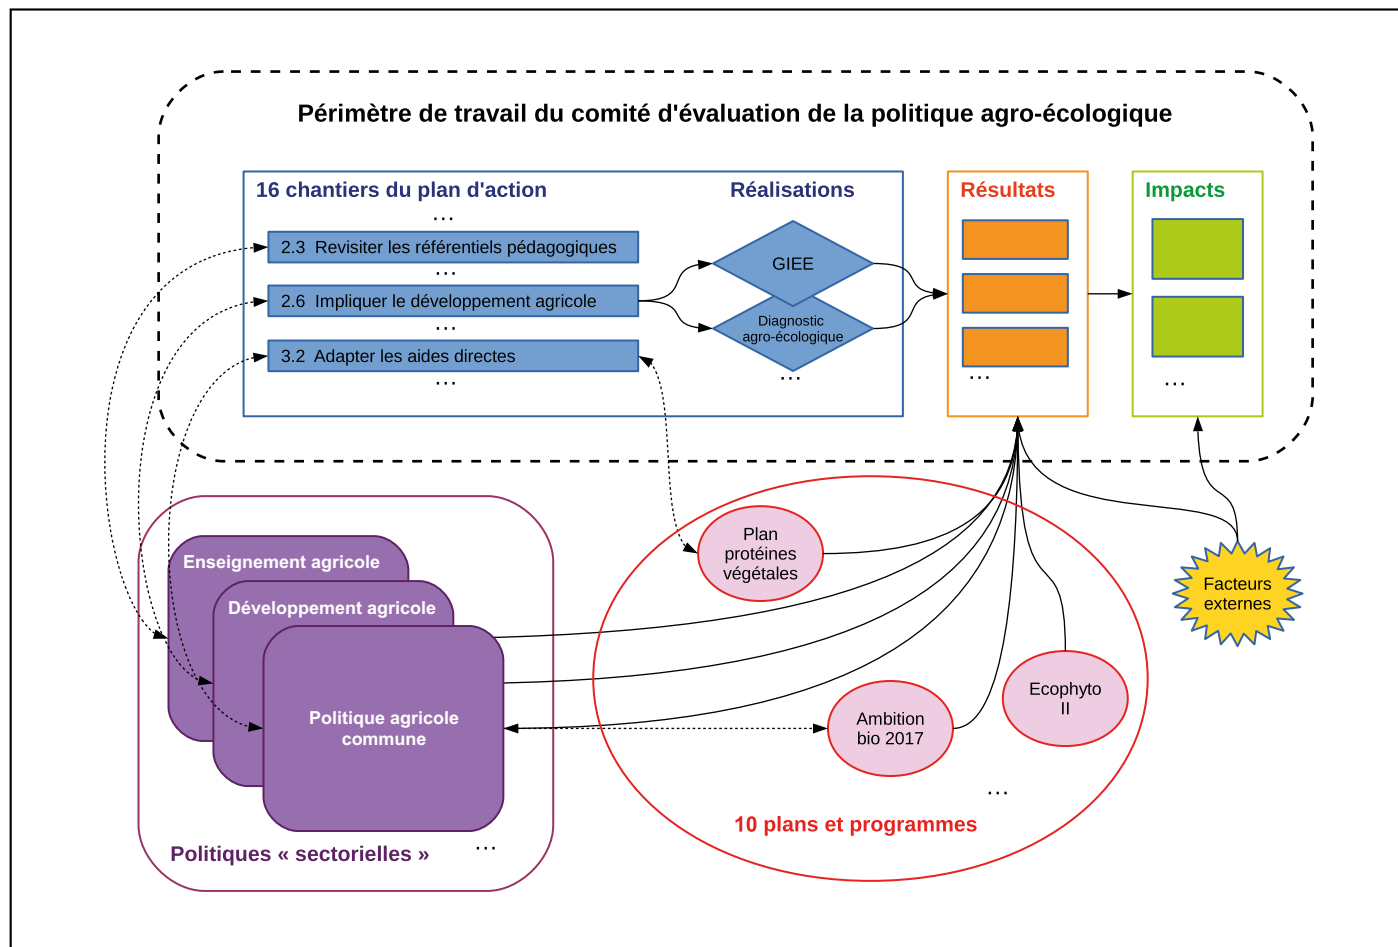 Périmètre de travail du comité d'évaluation de la politique agro-écologique
16 chantiers du plan d'action
...
2.3  Revisiter les référentiels pédagogiques
...
2.6  Impliquer le développement agricole
...
3.2  Adapter les aides directes
...
Réalisations
GIEE
Diagnostic
agro-écologique
...
Résultats
...
Impacts
...
Enseignement agricole
Développement agricole
Politique agricole
commune
...
Politiques « sectorielles »
Plan
protéines
végétales
Ambition
bio 2017
Ecophyto
II
...
10 plans et programmes
Facteurs
externes